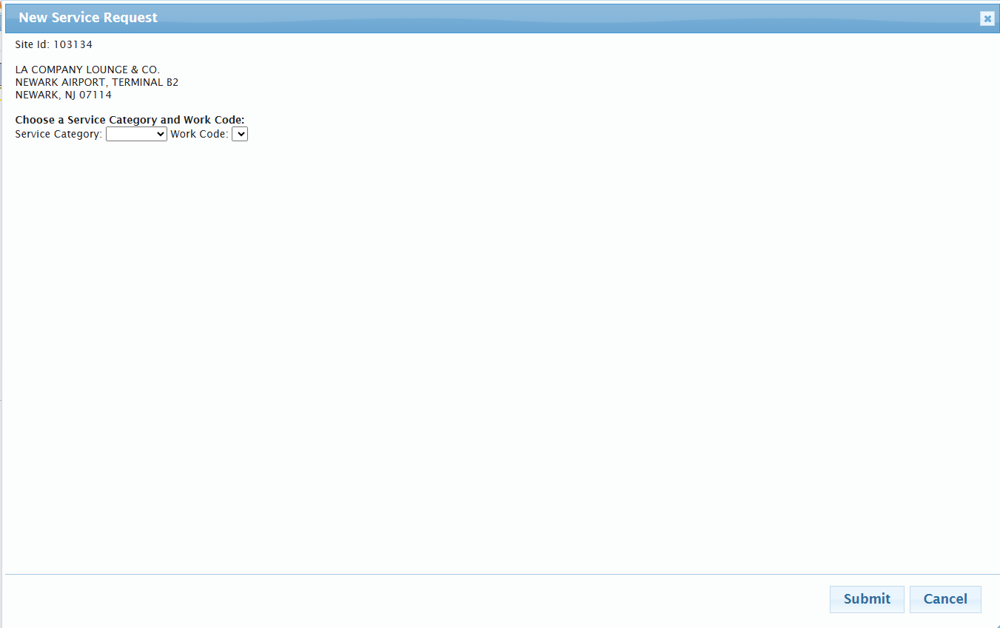 New Service Request
Site Id: 103134
LA COMPANY LOUNGE & CO.
NEWARK AIRPORT, TERMINAL B2
NEWARK, NJ 07114
Choose a Service Category and Work Code:
Service Category: Work Code:
Submit Cancel